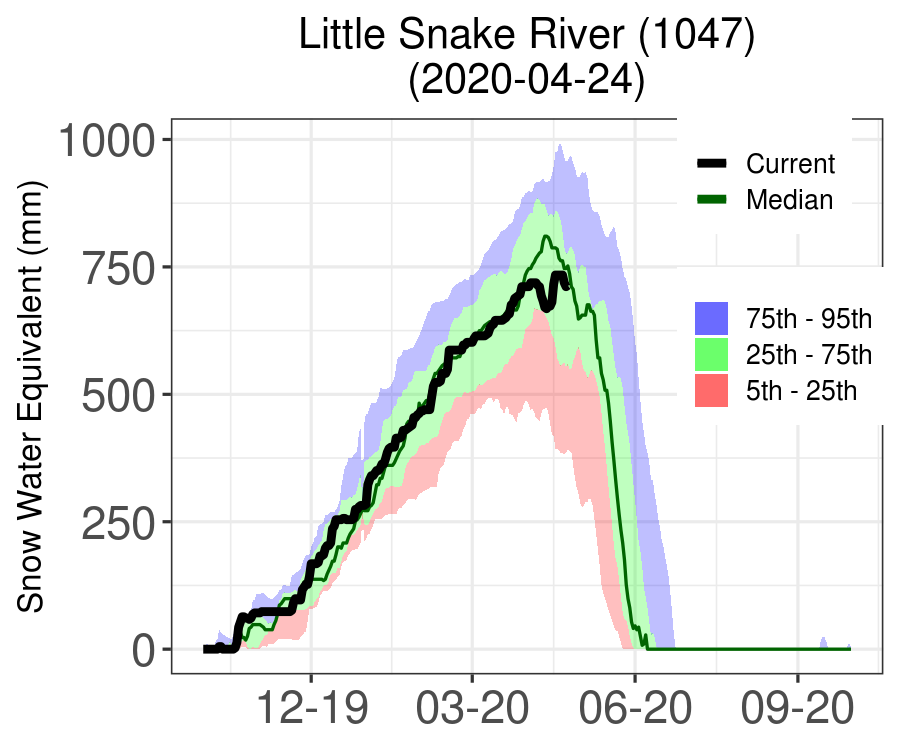 Little Snake River (1047)
(2020-04-24)
Snow Water Equivalent (mm)
1000
750
500
250
0
12-19
03-20
06-20
09-20
Current
Median
75th - 95th
25th - 75th
5th - 25th